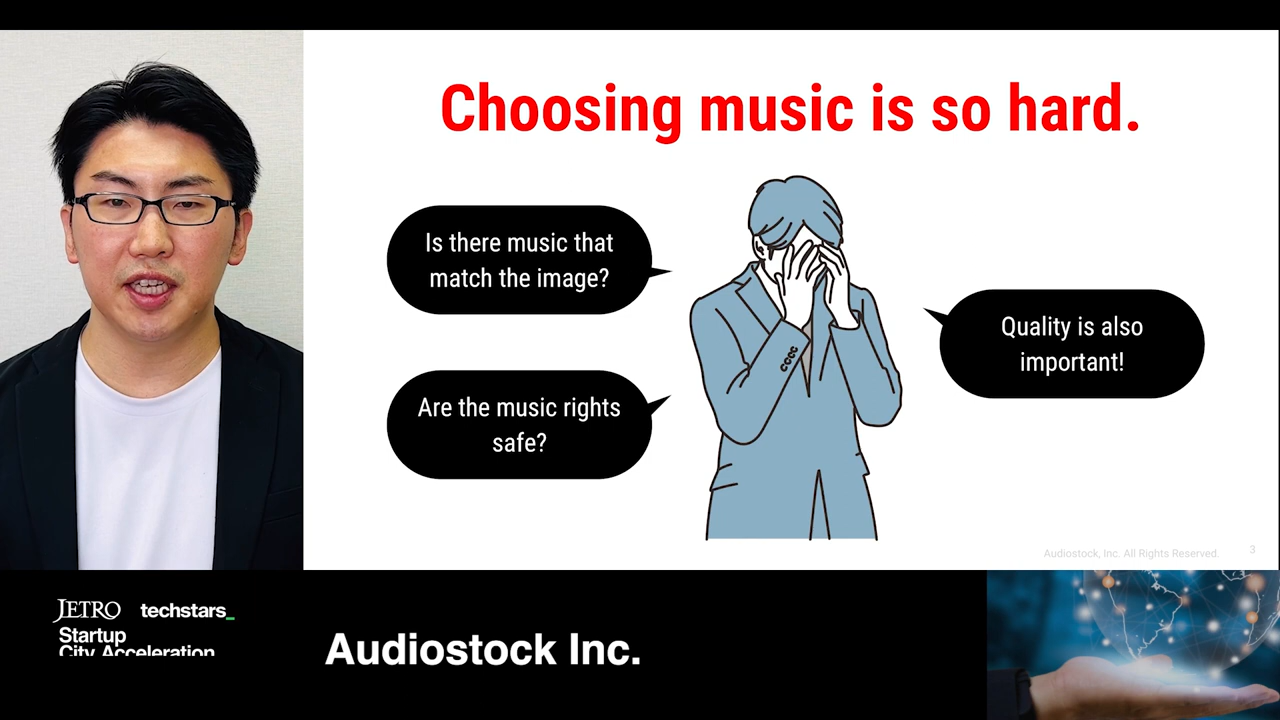 Choosing music is so hard.
Is there music that
match the image?
Quality is also
important!
Are the music rights
safe?
Audiostock, Inc. All Rights Reserved.
3
JETRO techstars_
Startup
City Acceleration
Audiostock Inc.